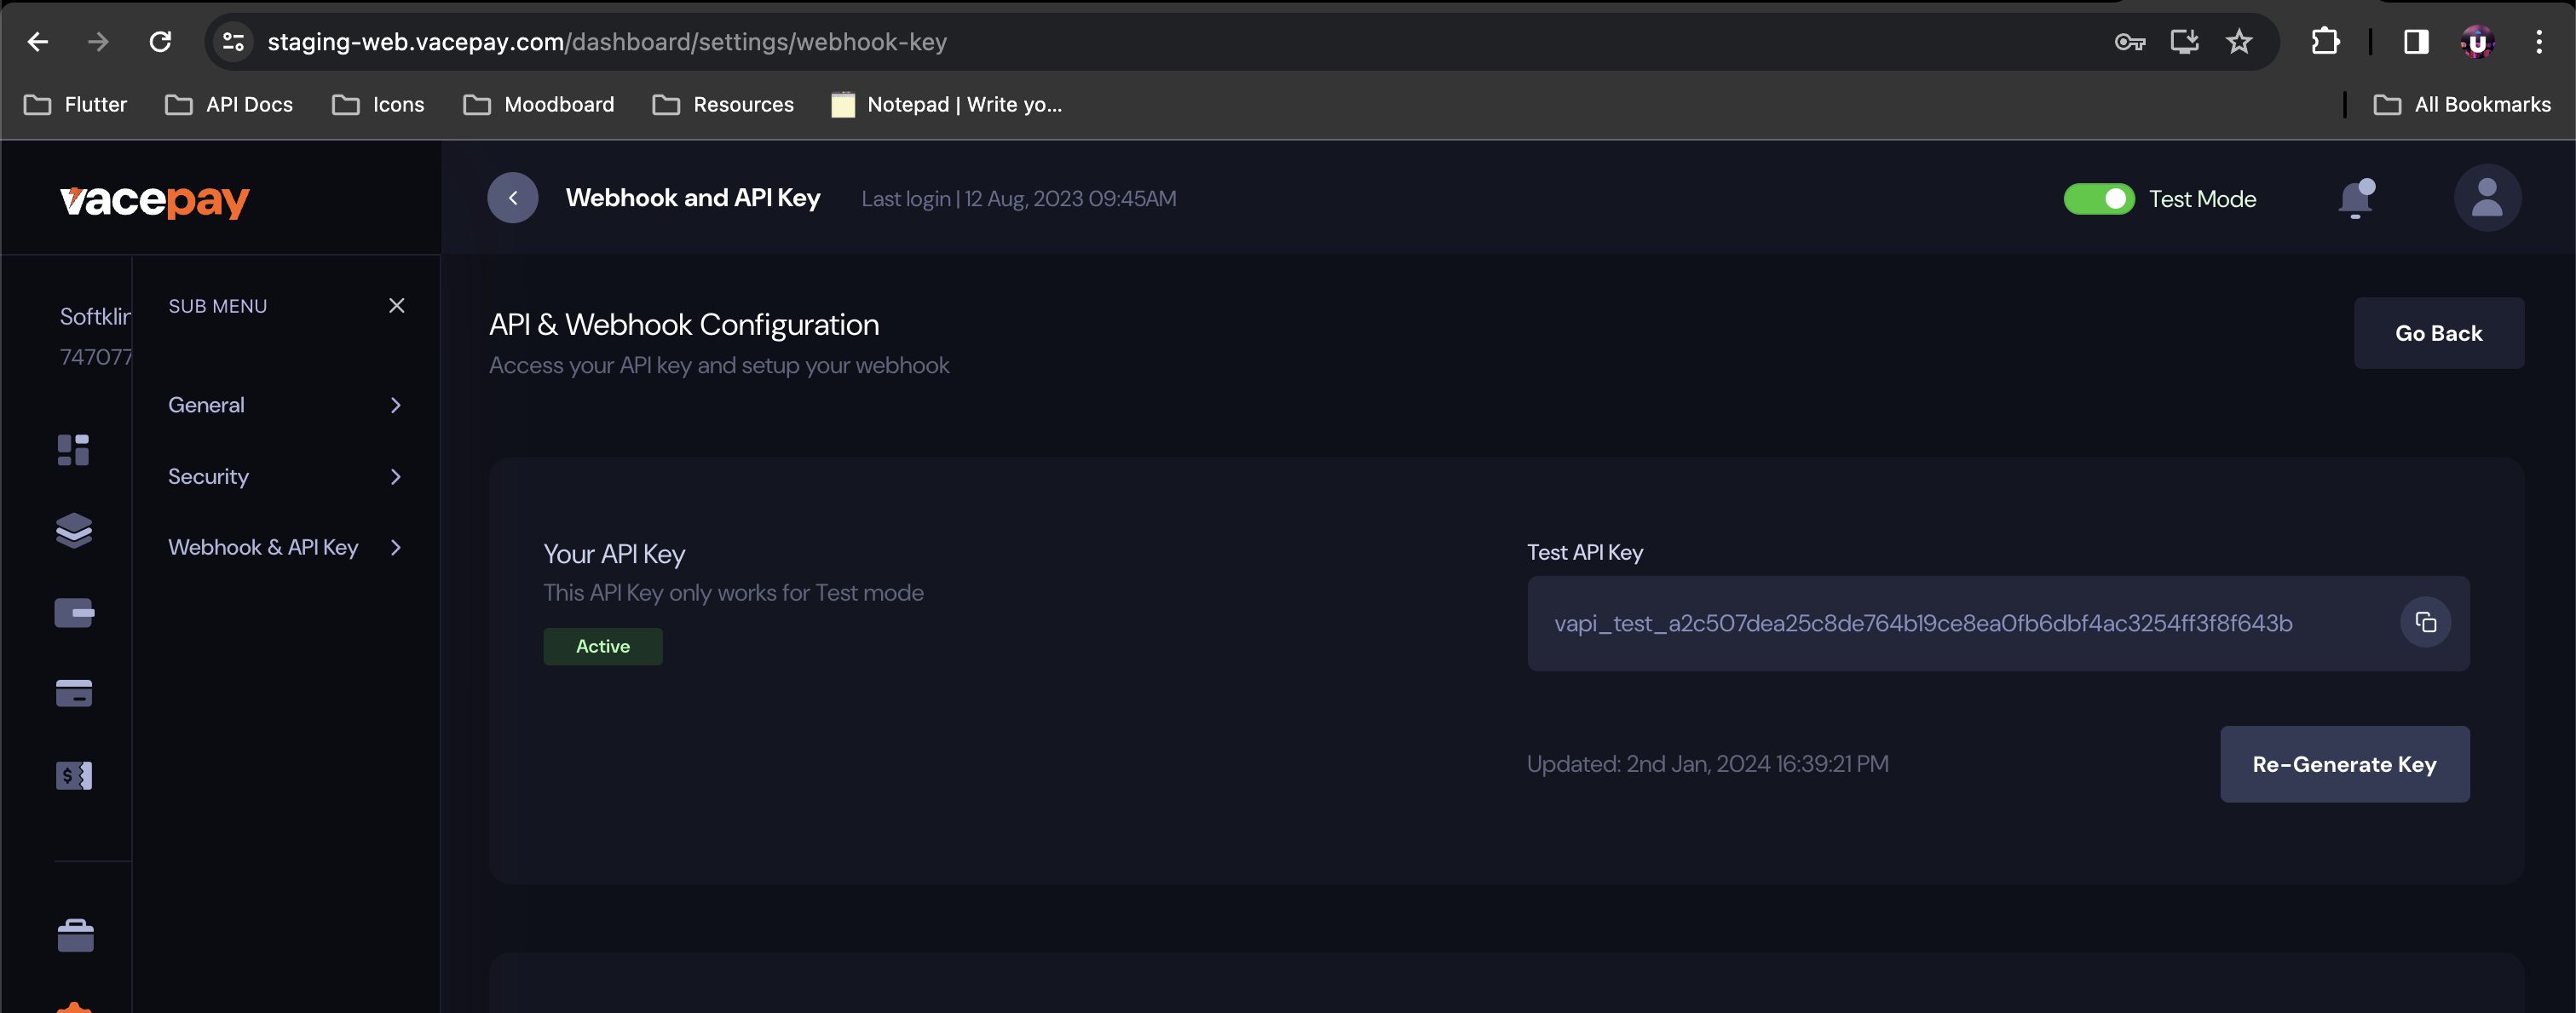 staging-web.vacepay.com/dashboard/settings/webhook-key
Flutter
API Docs
Icons
Moodboard
Resources
Notepad | Write yo...
All Bookmarks
vacepay
Webhook and API Key
Last login | 12 Aug, 2023 09:45AM
Test Mode
Softklin
747077
SUB MENU
General
Security
Webhook & API Key
API & Webhook Configuration
Access your API key and setup your webhook
Go Back
Your API Key
This API Key only works for Test mode
Active
Test API Key
vapi_test_a2c507dea25c8de764b19ce8ea0fb6dbf4ac3254ff3f8f643b
Updated: 2nd Jan, 2024 16:39:21 PM
Re-Generate Key